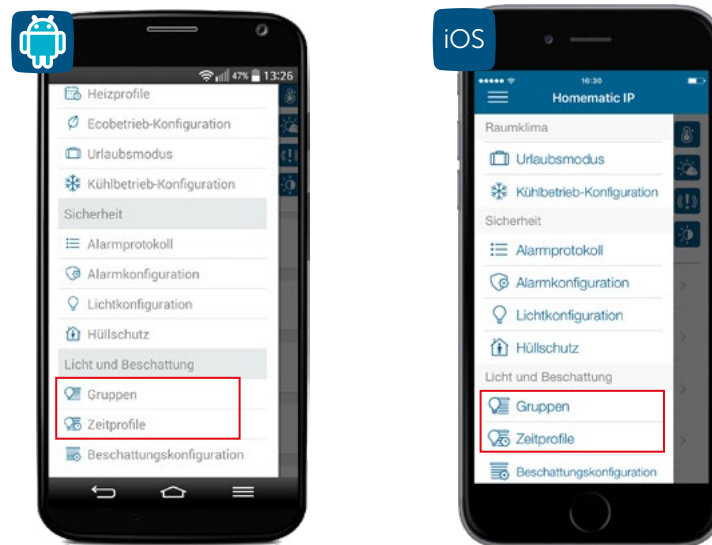 47% 13:26
Heizprofile
Ecobetrieb-Konfiguration
Urlaubsmodus
Kühlbetrieb-Konfiguration
Sicherheit
Alarmprotokoll
Alarmkonfiguration
Lichtkonfiguration
Hüllschutz
Licht und Beschattung
Gruppen
Zeitprofile
Beschattungskonfiguration
iOS
16:30
Homematic IP
Raumklima
Urlaubsmodus
Kühlbetrieb-Konfiguration
Sicherheit
Alarmprotokoll
Alarmkonfiguration
Lichtkonfiguration
Hüllschutz
Licht und Beschattung
Gruppen
Zeitprofile
Beschattungskonfiguration